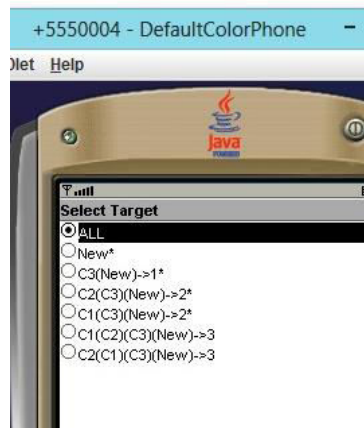 +5550004 - DefaultColorPhone
Help
Java
POWERED
Select Target
ALL
New*
C3(New)->1*
C2(C3)(New)->2*
C1(C3)(New)->2*
C1(C2)(C3)(New)->3
C2(C1)(C3)(New)->3